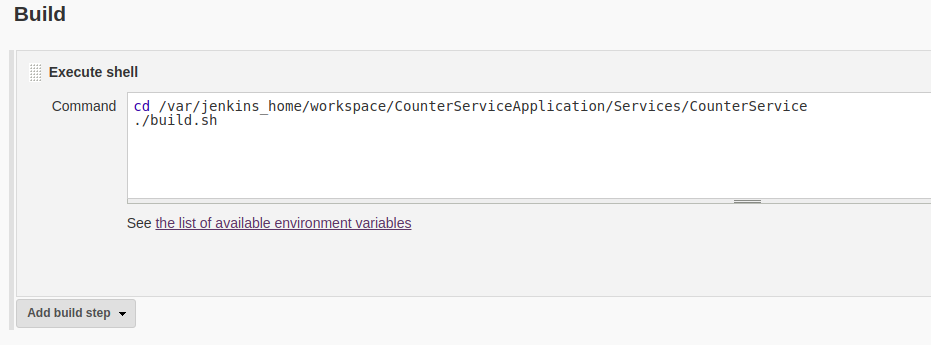 Build
Execute shell
Command
cd /var/jenkins_home/workspace/CounterServiceApplication/Services/CounterService
./build.sh
See the list of available environment variables
Add build step